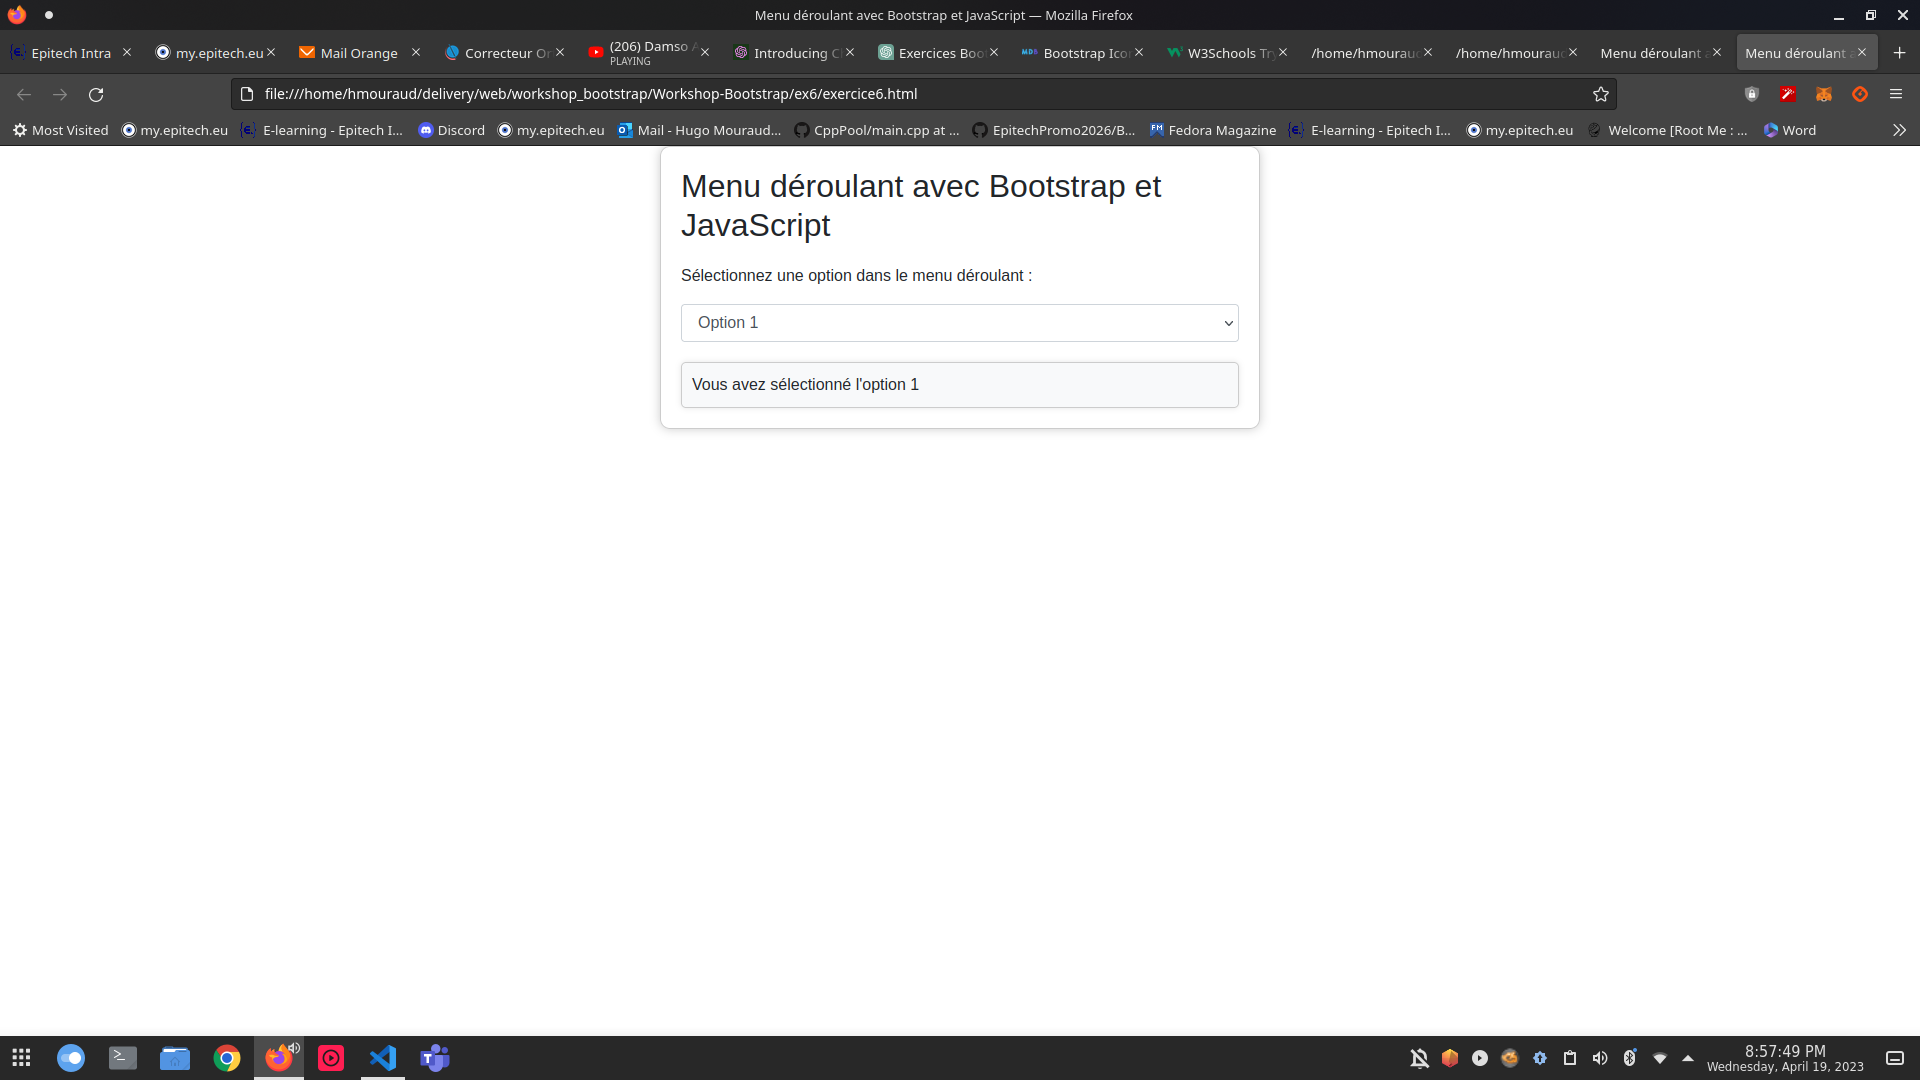 Menu déroulant avec Bootstrap et JavaScript — Mozilla Firefox
Epitech Intra
my.epitech.eu
Mail Orange
Correcteur Or
(206) Damso A
PLAYING
Introducing C
Exercices Boo
Bootstrap Ico
W3Schools Try
/home/hmouraud
/home/hmouraud
Menu déroulant a
Menu déroulant a
file:///home/hmouraud/delivery/web/workshop_bootstrap/Workshop-Bootstrap/ex6/exercice6.html
Most Visited
my.epitech.eu
E-learning - Epitech I...
Discord
my.epitech.eu
Mail - Hugo Mouraud...
CppPool/main.cpp at ...
EpitechPromo2026/B...
Fedora Magazine
E-learning - Epitech I...
my.epitech.eu
Welcome [Root Me : ...
Word
Menu déroulant avec Bootstrap et
JavaScript
Sélectionnez une option dans le menu déroulant :
Option 1
Vous avez sélectionné l'option 1
8:57:49 PM
Wednesday, April 19, 2023